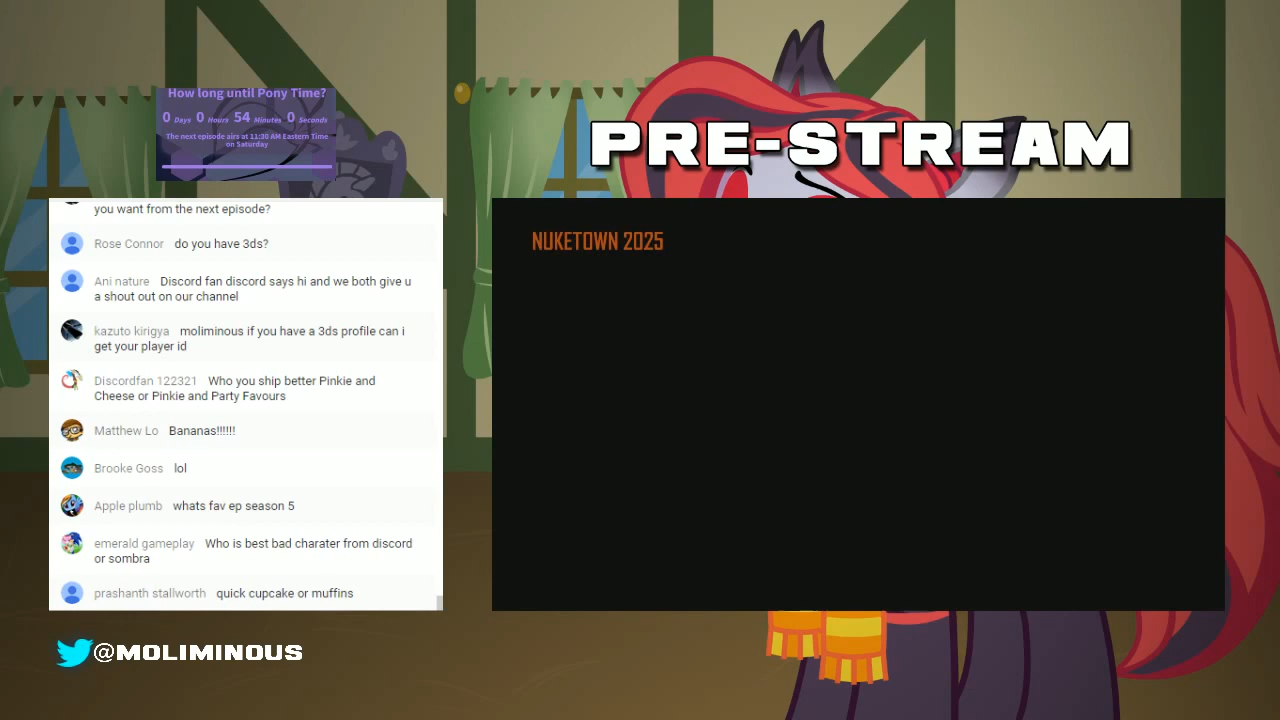 How long until Pony Time?
0 Days 0 Hours 54 Minutes 0 Seconds
The next episode airs at 11:30 AM Eastern Time
on Saturday
PRE-STREAM
you want from the next episode?
Rose Connor do you have 3ds?
Ani nature Discord fan discord says hi and we both give u
a shout out on our channel
kazuto kirigya moliminous if you have a 3ds profile can i
get your player id
Discordfan 122321 Who you ship better Pinkie and
Cheese or Pinkie and Party Favours
Matthew Lo Bananas!!!!!!
Brooke Goss lol
Apple plumb whats fav ep season 5
emerald gameplay Who is best bad charater from discord
or sombra
prashanth stallworth quick cupcake or muffins
NUKETOWN 2025
@MOLIMINOUS